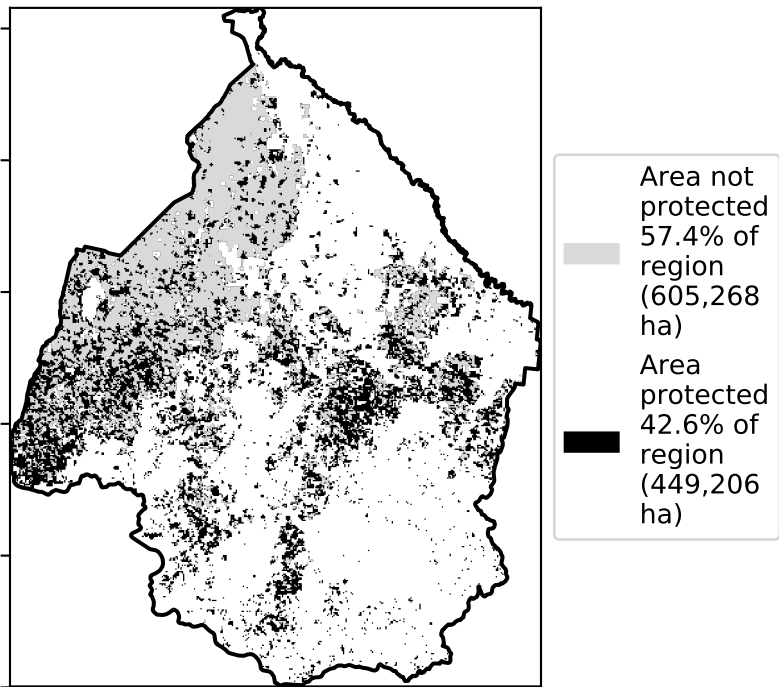 Area not
protected
57.4% of
region
(605,268
ha)
Area
protected
42.6% of
region
(449,206
ha)